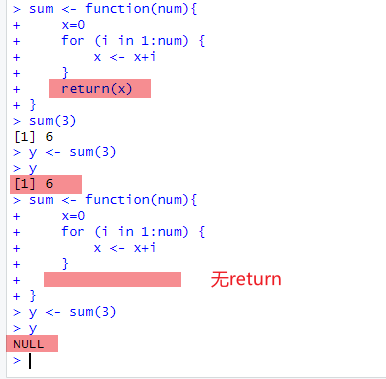 > sum <- function(num){
+     x=0
+     for (i in 1:num) {
+         x <- x+i
+     }
+     return(x)
+ }
> sum(3)
[1] 6
> y <- sum(3)
> y
[1] 6
> sum <- function(num){
+     x=0
+     for (i in 1:num) {
+         x <- x+i
+     }
+     无return
+ }
> y <- sum(3)
> y
NULL
>